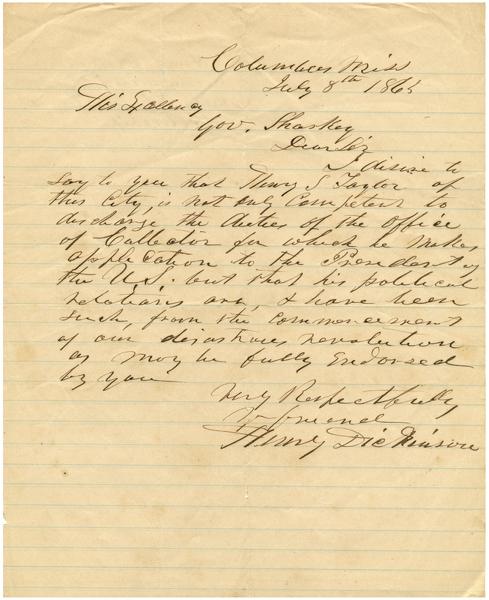 Columbus Miss
July 8th 1865
His Excellency
Gov. Sharkey
Dear Sir
I desire to
say to you that Henry S Taylor of
this City, is not only Competent to
discharge the duties of the Office
of Collector for which he makes
application to the President of
the U.S. but that his political
relations are, & have been
such, from the commencement
of our disastrous revolution
as may be fully Endorsed
by you
Very Respectfully
Yr friend
Henry Dickinson